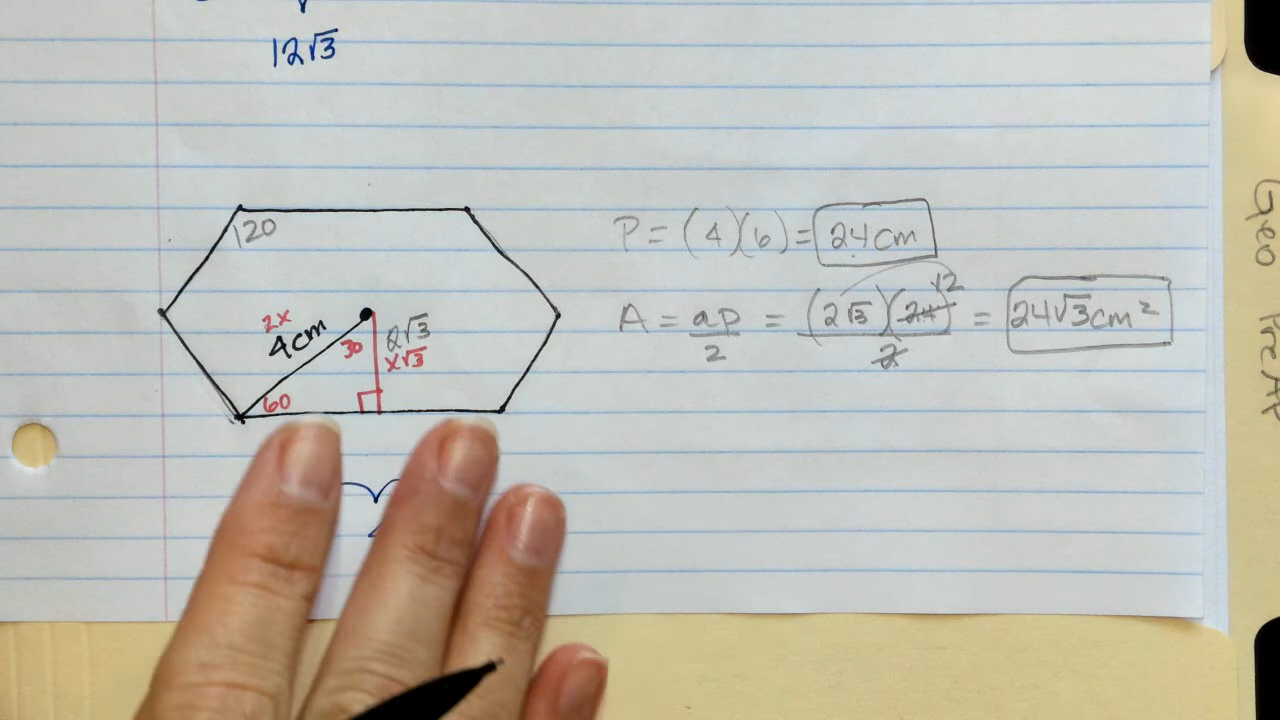 12√3
120
P = (4)(6) = 24cm
2x
4cm
30
2√3
x√3
60
A = ap/2 = (2√3)(24)12/2 = 24√3cm²
Geo